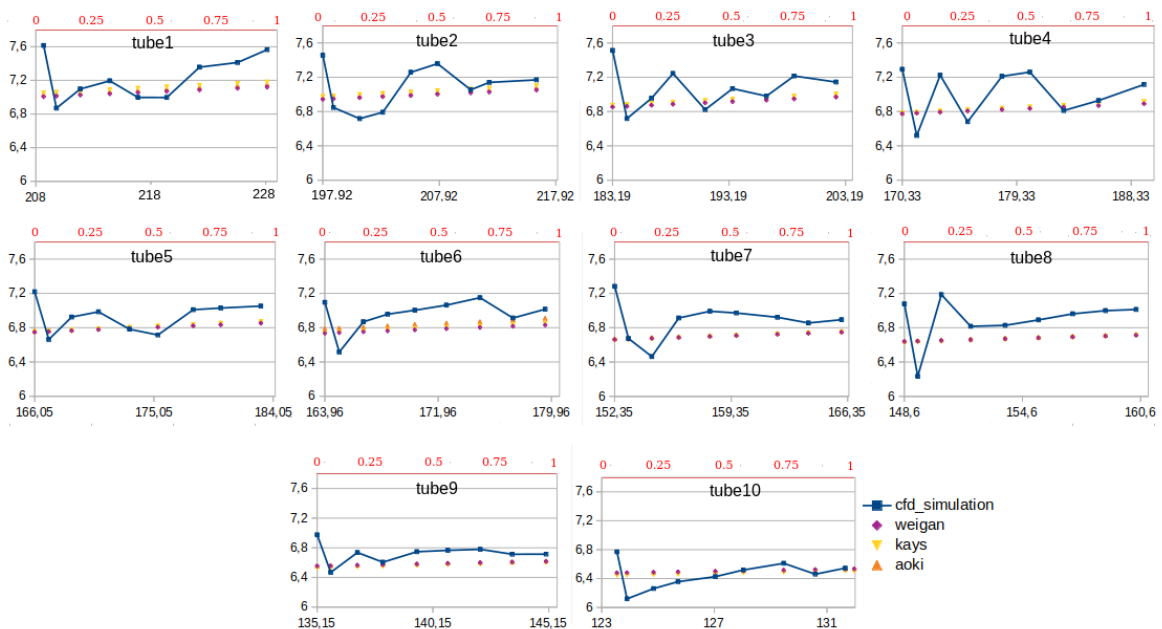 0 0.25 0.5 0.75 1 0 0.25 0.5 0.75 1 0 0.25 0.5 0.75 1 0 0.25 0.5 0.75 1
tube1 tube2 tube3 tube4
7,6 7,6 7,6 7,6
7,2 7,2 7,2 7,2
6,8 6,8 6,8 6,8
6,4 6,4 6,4 6,4
6 6 6 6
208 218 228 197.92 207,92 217,92 183,19 193,19 203,19 170,33 179,33 188,33
0 0.25 0.5 0.75 1 0 0.25 0.5 0.75 1 0 0.25 0.5 0.75 1 0 0.25 0.5 0.75 1
tube5 tube6 tube7 tube8
7,6 7,6 7,6 7,6
7,2 7,2 7,2 7,2
6,8 6,8 6,8 6,8
6,4 6,4 6,4 6,4
6 6 6 6
166,05 175,05 184,05 163,96 171,96 179,96 152,35 159,35 166,35 148,6 154,6 160,6
0 0.25 0.5 0.75 1 0 0.25 0.5 0.75 1
tube9 tube10
7,6 7,6
7,2 7,2
6,8 6,8
6,4 6,4
6 6
135,15 140,15 145,15 123 127 131
cfd_simulation
weigan
kays
aoki